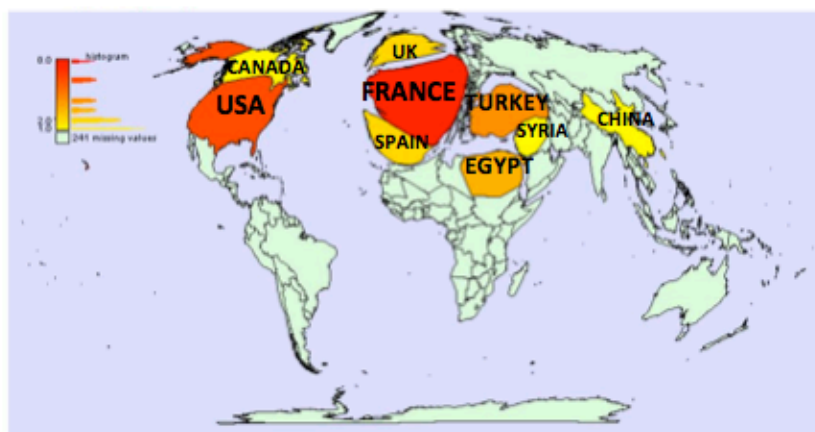 histogram
241 missing values
UK
CANADA
FRANCE
USA
TURKEY
SYRIA
CHINA
SPAIN
EGYPT